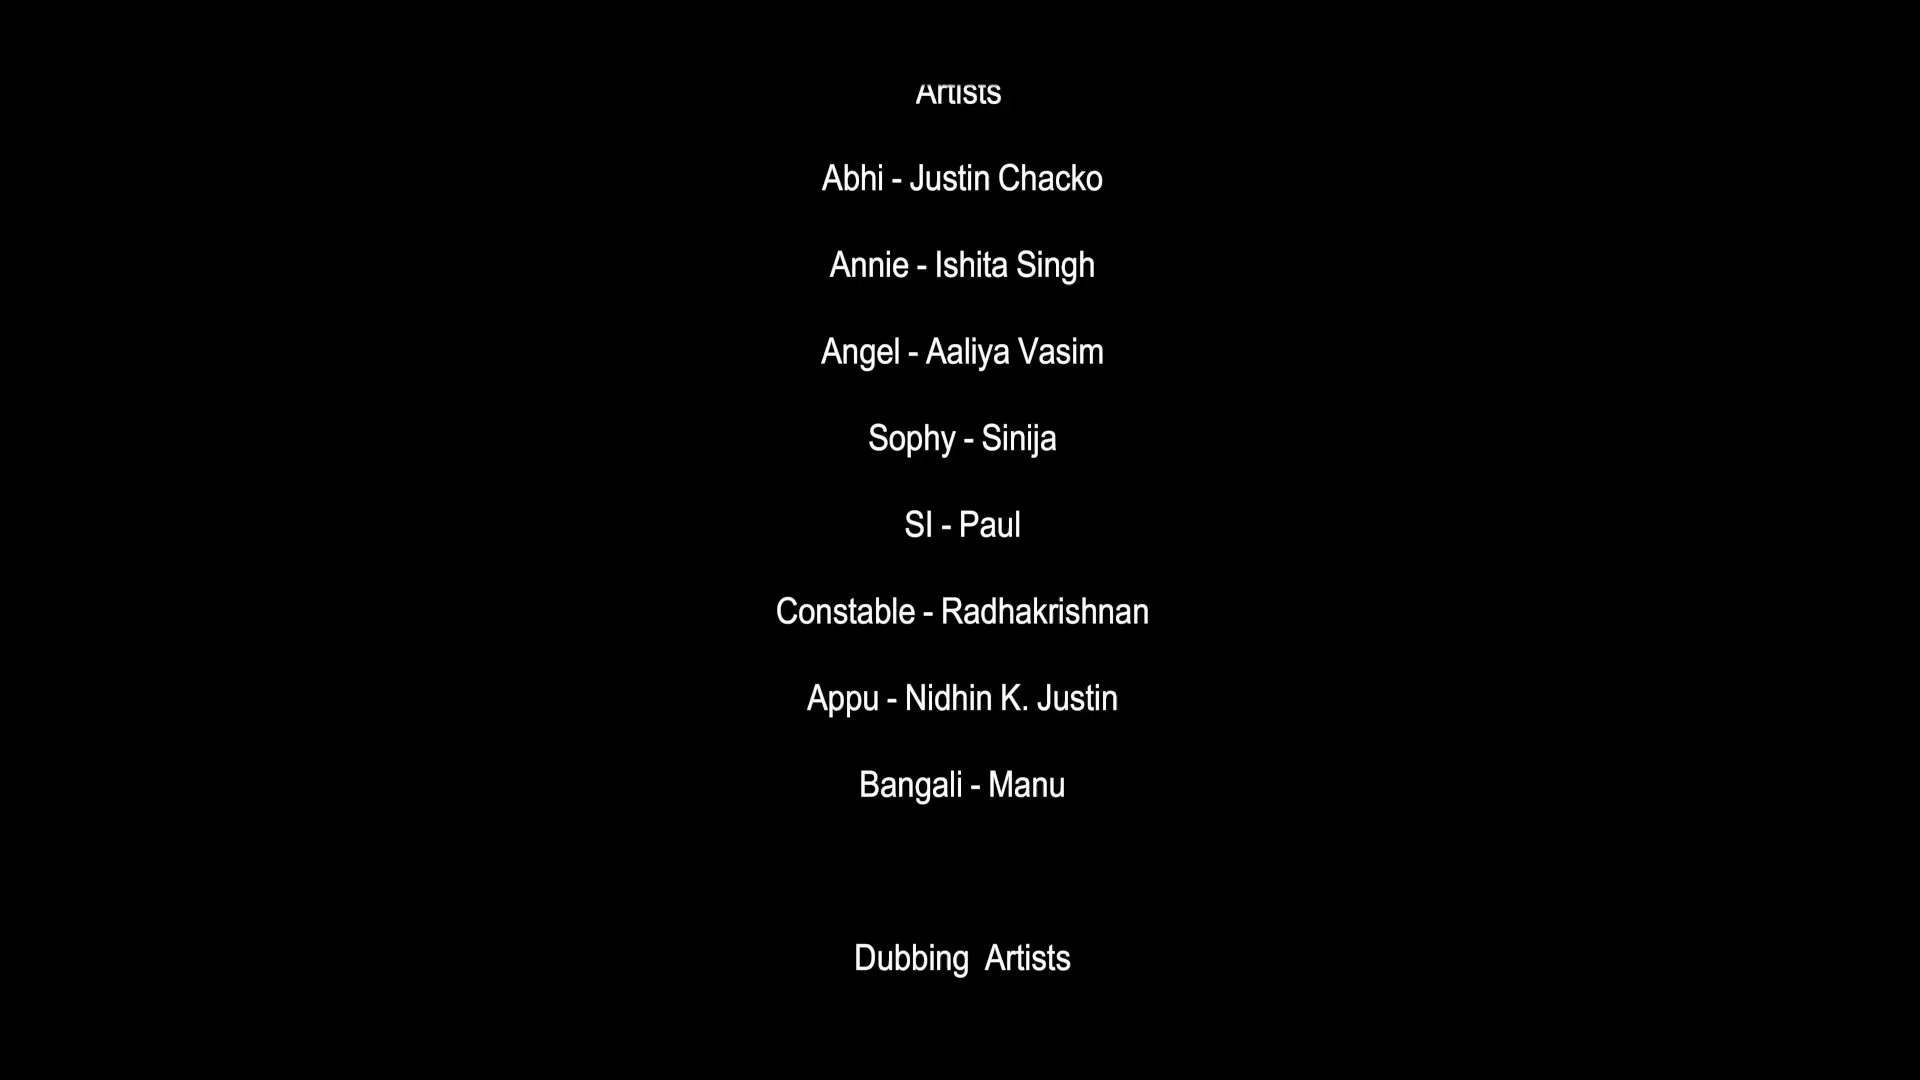 Artists
Abhi - Justin Chacko
Annie - Ishita Singh
Angel - Aaliya Vasim
Sophy - Sinija
SI - Paul
Constable - Radhakrishnan
Appu - Nidhin K. Justin
Bangali - Manu
Dubbing  Artists